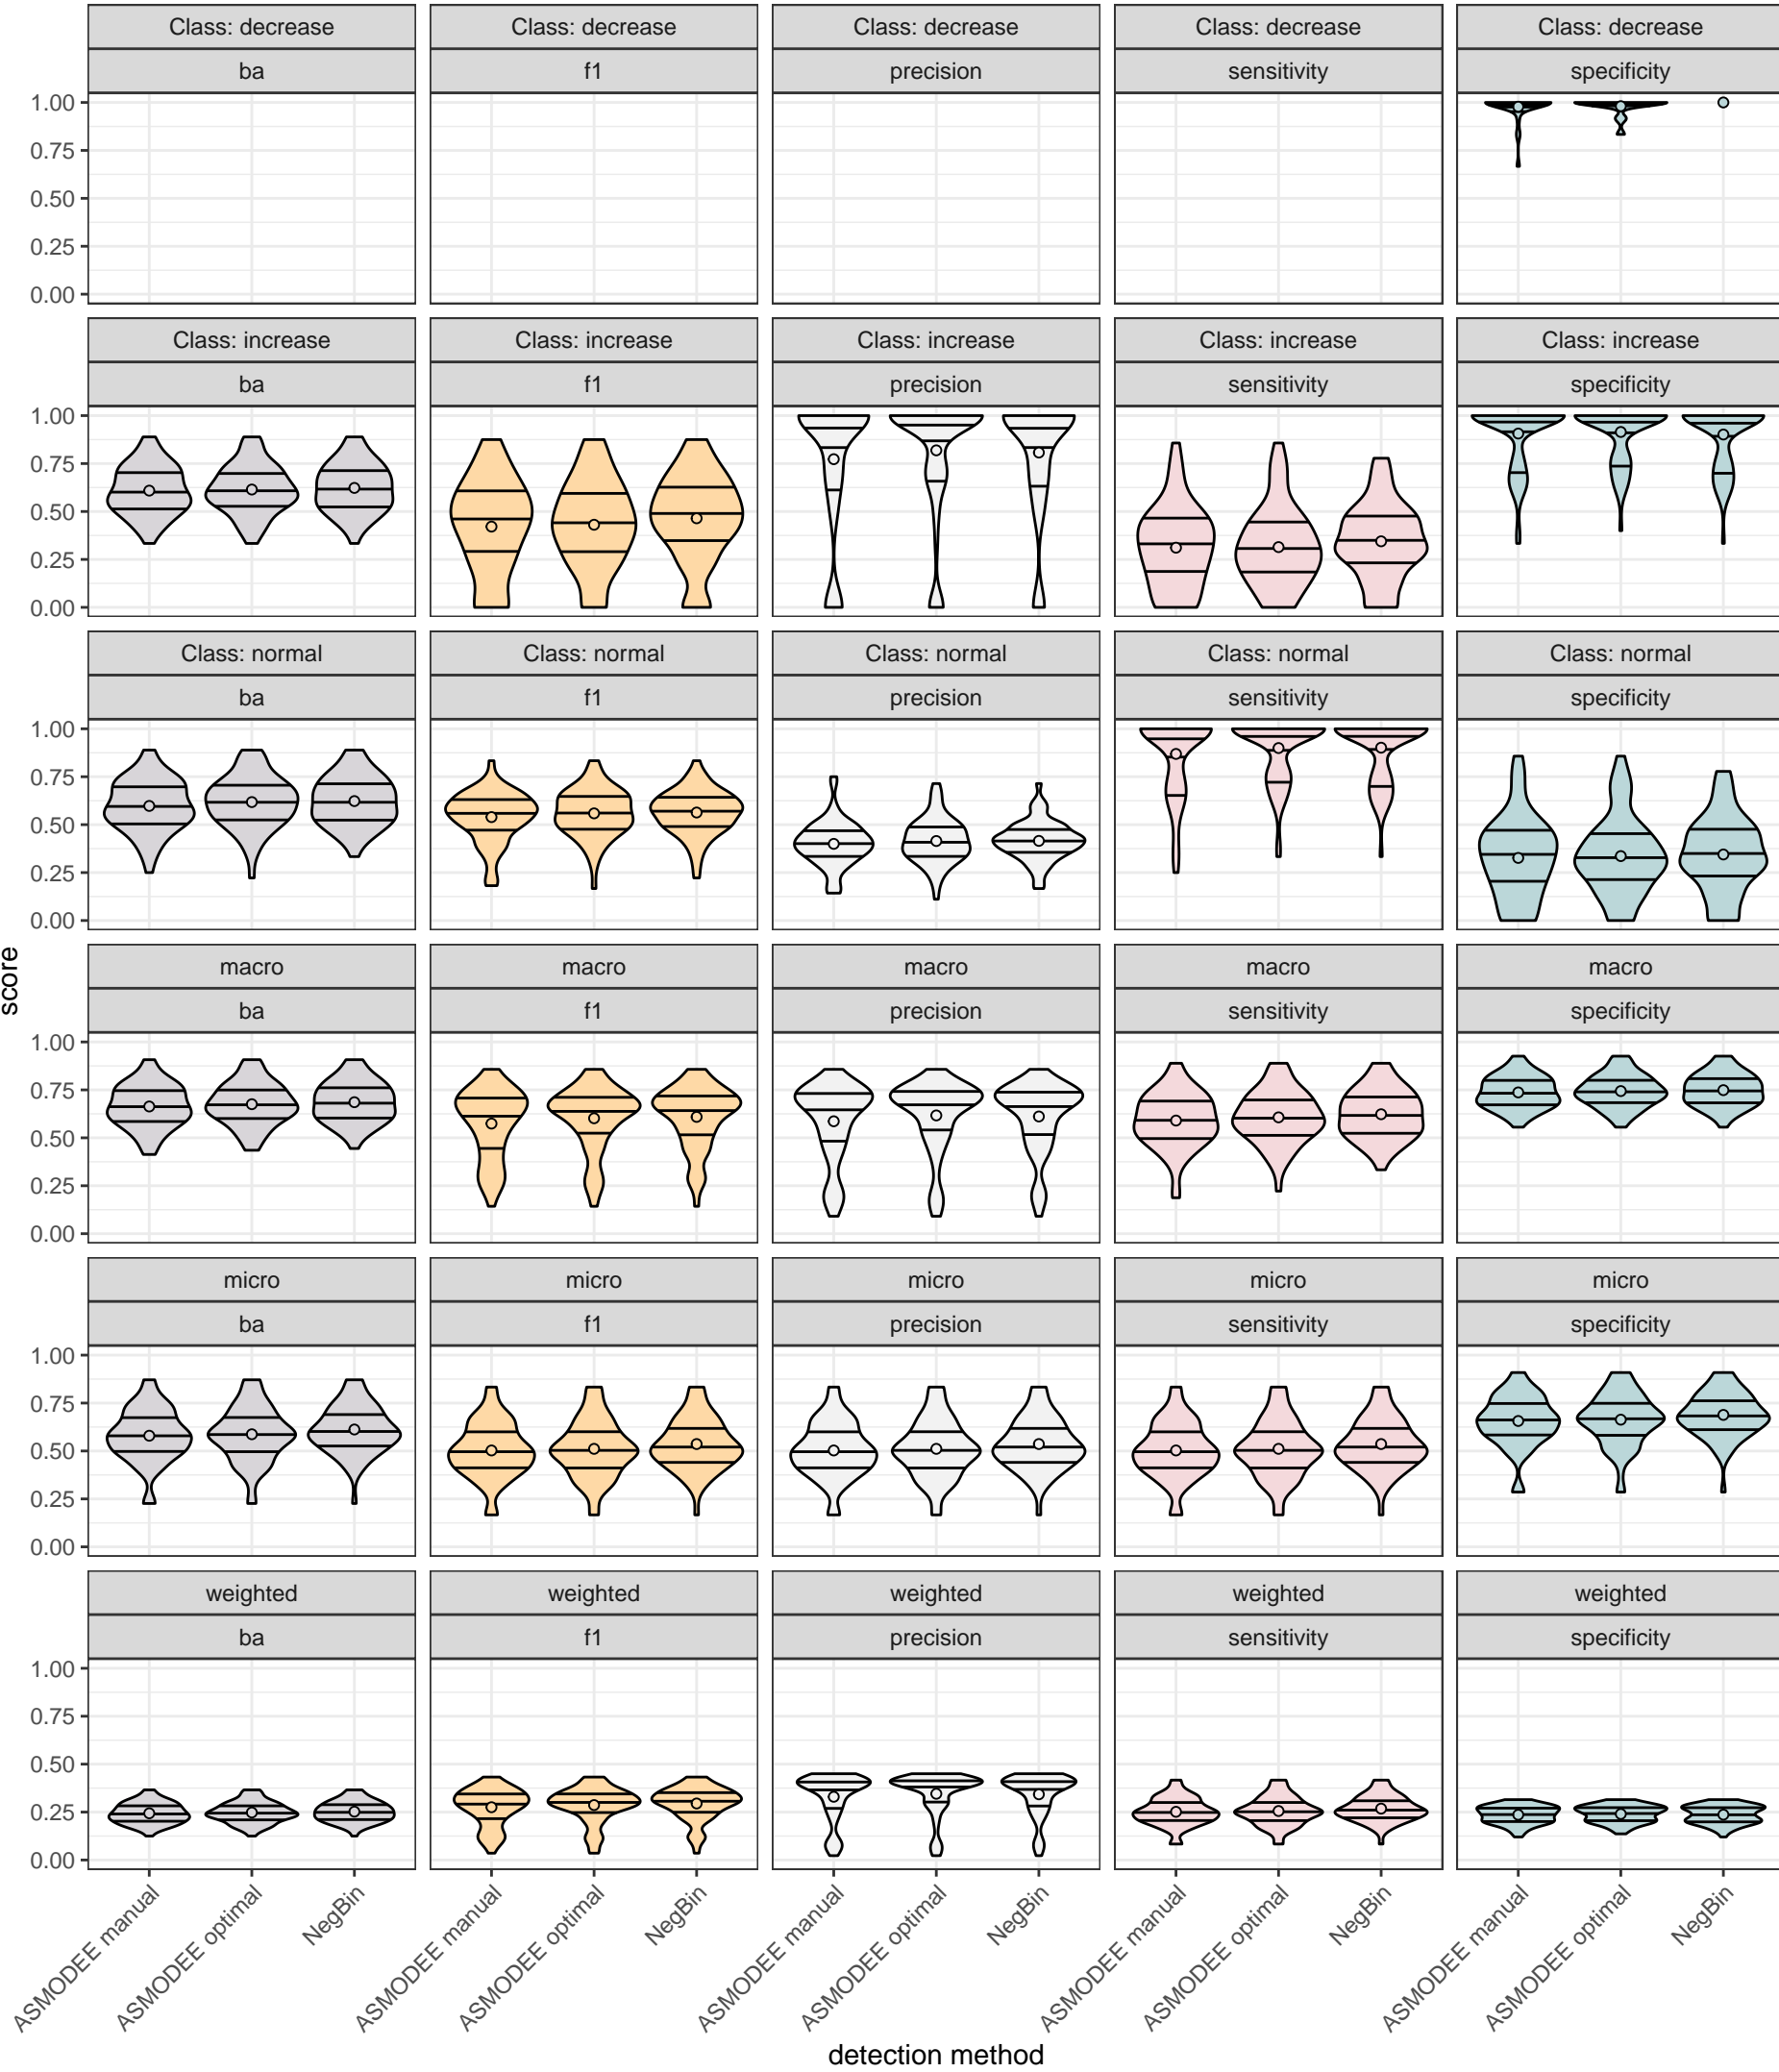 Class: decrease Class: decrease Class: decrease Class: decrease Class: decrease
ba f1 precision sensitivity specificity
1.00
0.75
0.50
0.25
0.00
Class: increase Class: increase Class: increase Class: increase Class: increase
ba f1 precision sensitivity specificity
1.00
0.75
0.50
0.25
0.00
Class: normal Class: normal Class: normal Class: normal Class: normal
ba f1 precision sensitivity specificity
1.00
0.75
0.50
0.25
0.00
score
macro macro macro macro macro
ba f1 precision sensitivity specificity
1.00
0.75
0.50
0.25
0.00
micro micro micro micro micro
ba f1 precision sensitivity specificity
1.00
0.75
0.50
0.25
0.00
weighted weighted weighted weighted weighted
ba f1 precision sensitivity specificity
1.00
0.75
0.50
0.25
0.00
ASMODEE manual ASMODEE optimal NegBin ASMODEE manual ASMODEE optimal NegBin ASMODEE manual ASMODEE optimal NegBin ASMODEE manual ASMODEE optimal NegBin ASMODEE manual ASMODEE optimal NegBin
detection method